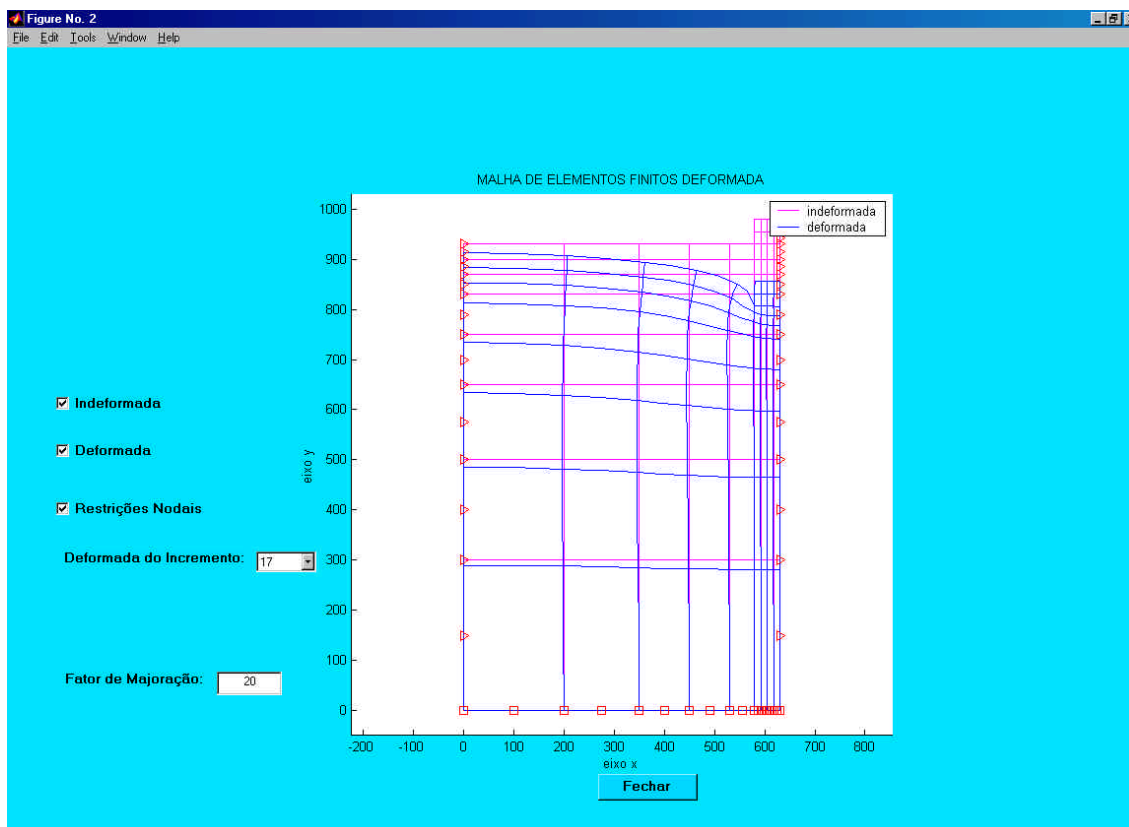 Figure No. 2
File Edit Tools Window Help
MALHA DE ELEMENTOS FINITOS DEFORMADA
indeformada
deformada
1000
900
800
700
600
500
400
300
200
100
0
eixo y
-200 -100 0 100 200 300 400 500 600 700 800
eixo x
Indeformada
Deformada
Restrições Nodais
Deformada do Incremento: 17
Fator de Majoração: 20
Fechar